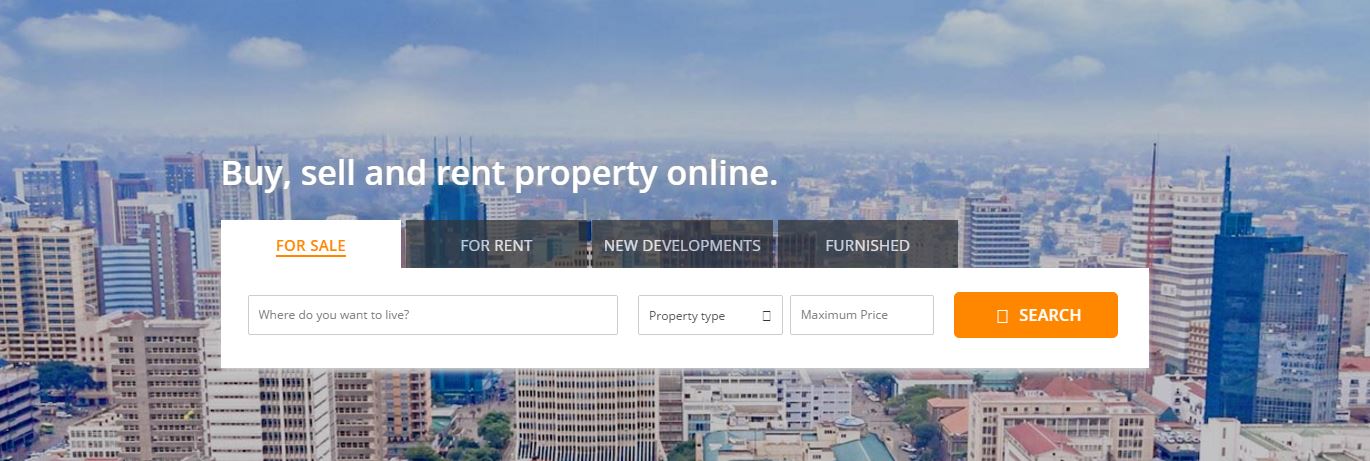 Buy, sell and rent property online.
FOR SALE FOR RENT NEW DEVELOPMENTS FURNISHED
Where do you want to live? Property type Maximum Price SEARCH